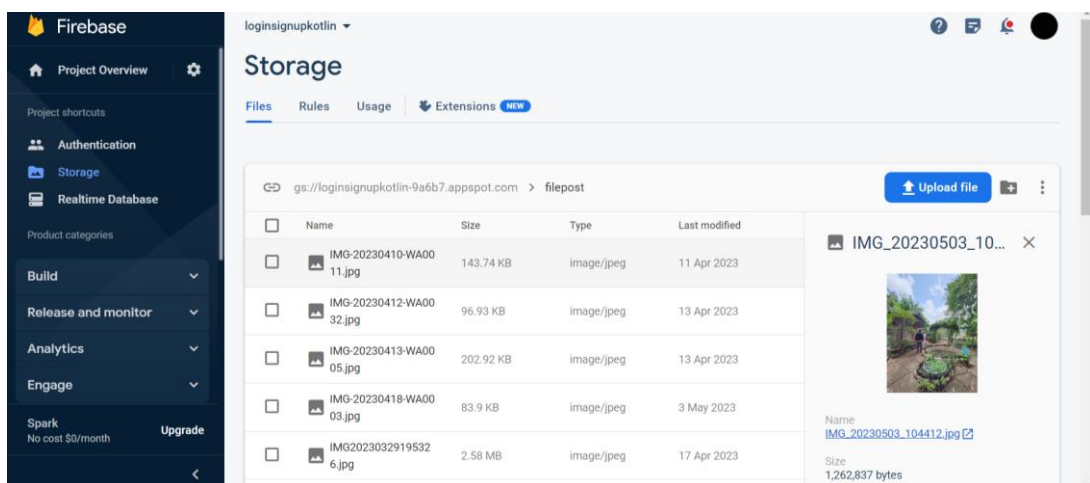 Firebase
Project Overview
Project shortcuts
Authentication
Storage
Realtime Database
Product categories
Build
Release and monitor
Analytics
Engage
Spark
No cost $0/month
Upgrade
loginsignupkotlin
Storage
Files Rules Usage Extensions NEW
gs://loginsignupkotlin-9a6b7.appspot.com > filepost
Upload file
Name Size Type Last modified
IMG-20230410-WA00
11.jpg
143.74 KB image/jpeg 11 Apr 2023
IMG-20230412-WA00
32.jpg
96.93 KB image/jpeg 13 Apr 2023
IMG-20230413-WA00
05.jpg
202.92 KB image/jpeg 13 Apr 2023
IMG-20230418-WA00
03.jpg
83.9 KB image/jpeg 3 May 2023
IMG2023032919532
6.jpg
2.58 MB image/jpeg 17 Apr 2023
IMG_20230503_10...
Name
IMG_20230503_104412.jpg
Size
1,262,837 bytes